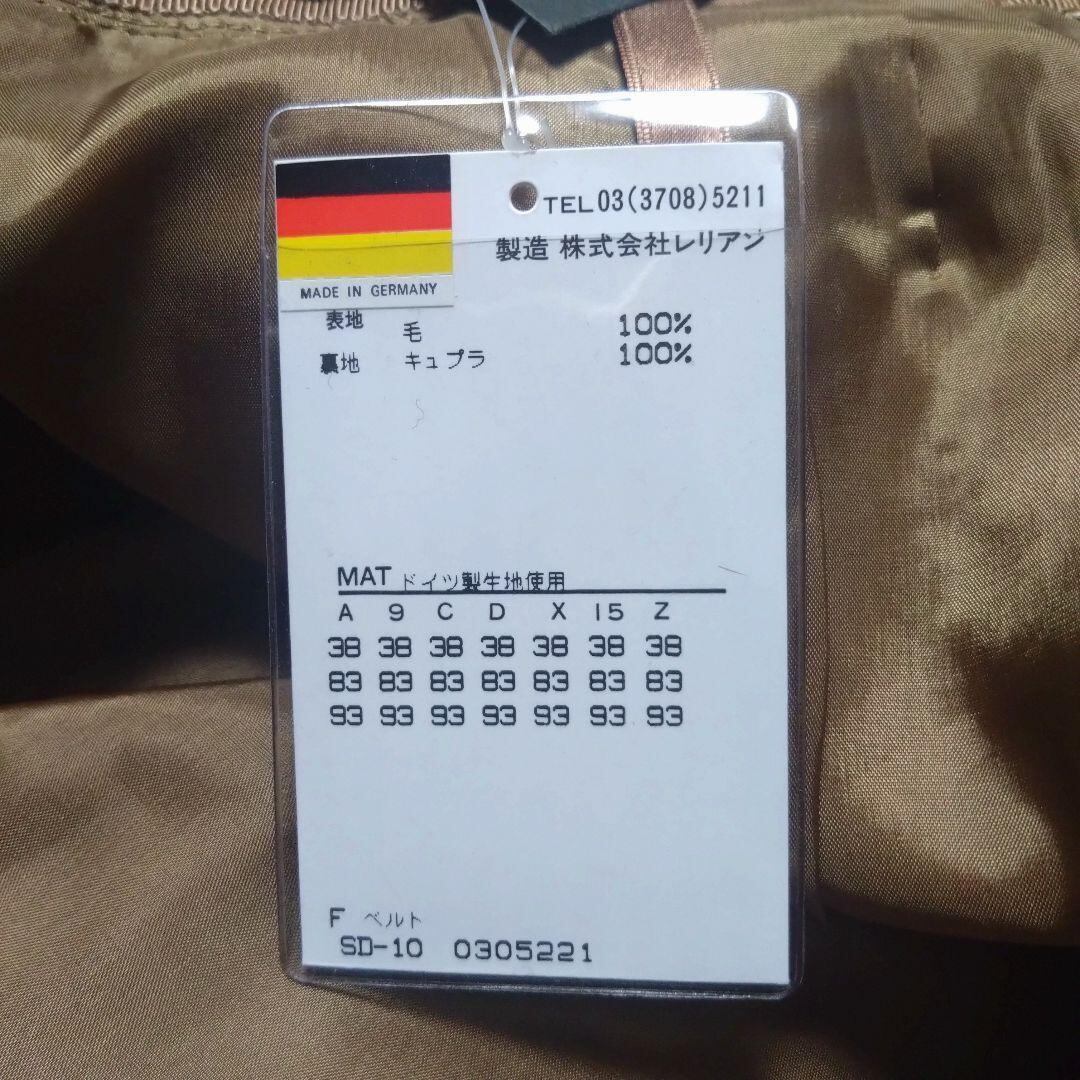 TEL 03(3708)5211
製造 株式会社レリアン
MADE IN GERMANY
表地 毛 100%
裏地 キュプラ 100%
MAT ドイツ製生地使用
A 9 C D X 15 Z
38 38 38 38 38 38 38
83 83 83 83 83 83 83
93 93 93 93 93 93 93
F ベルト
SD-10 0305221